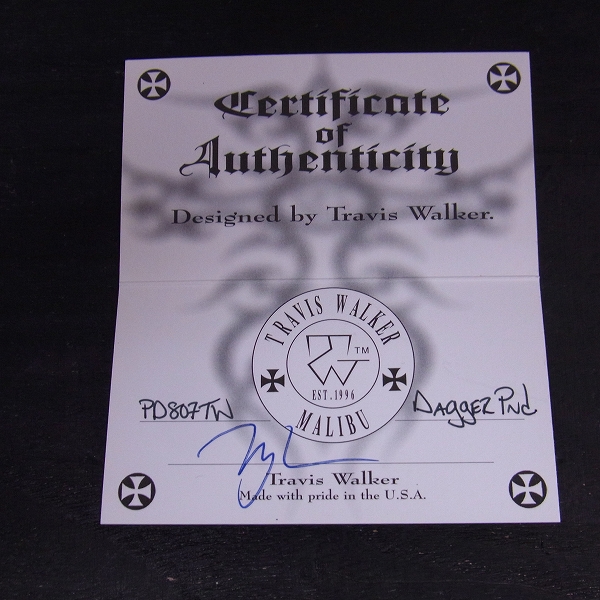 Certificate
of
Authenticity
Designed by Travis Walker.
TRAVIS WALKER
TW TM
EST. 1996
MALIBU
PD807TW
Dagger Pnd
Travis Walker
Made with pride in the U.S.A.